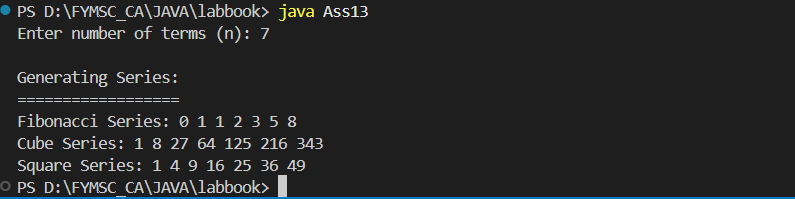 PS D:\FYMSC_CA\JAVA\labbook> java Ass13
Enter number of terms (n): 7
Generating Series:
==================
Fibonacci Series: 0 1 1 2 3 5 8
Cube Series: 1 8 27 64 125 216 343
Square Series: 1 4 9 16 25 36 49
PS D:\FYMSC_CA\JAVA\labbook>